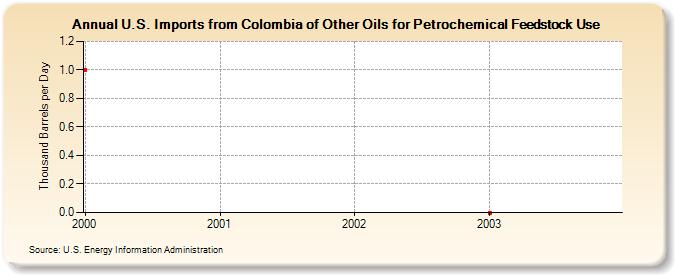 Annual U.S. Imports from Colombia of Other Oils for Petrochemical Feedstock Use
Thousand Barrels per Day
1.2
1.0
0.8
0.6
0.4
0.2
0.0
2000 2001 2002 2003
Source: U.S. Energy Information Administration